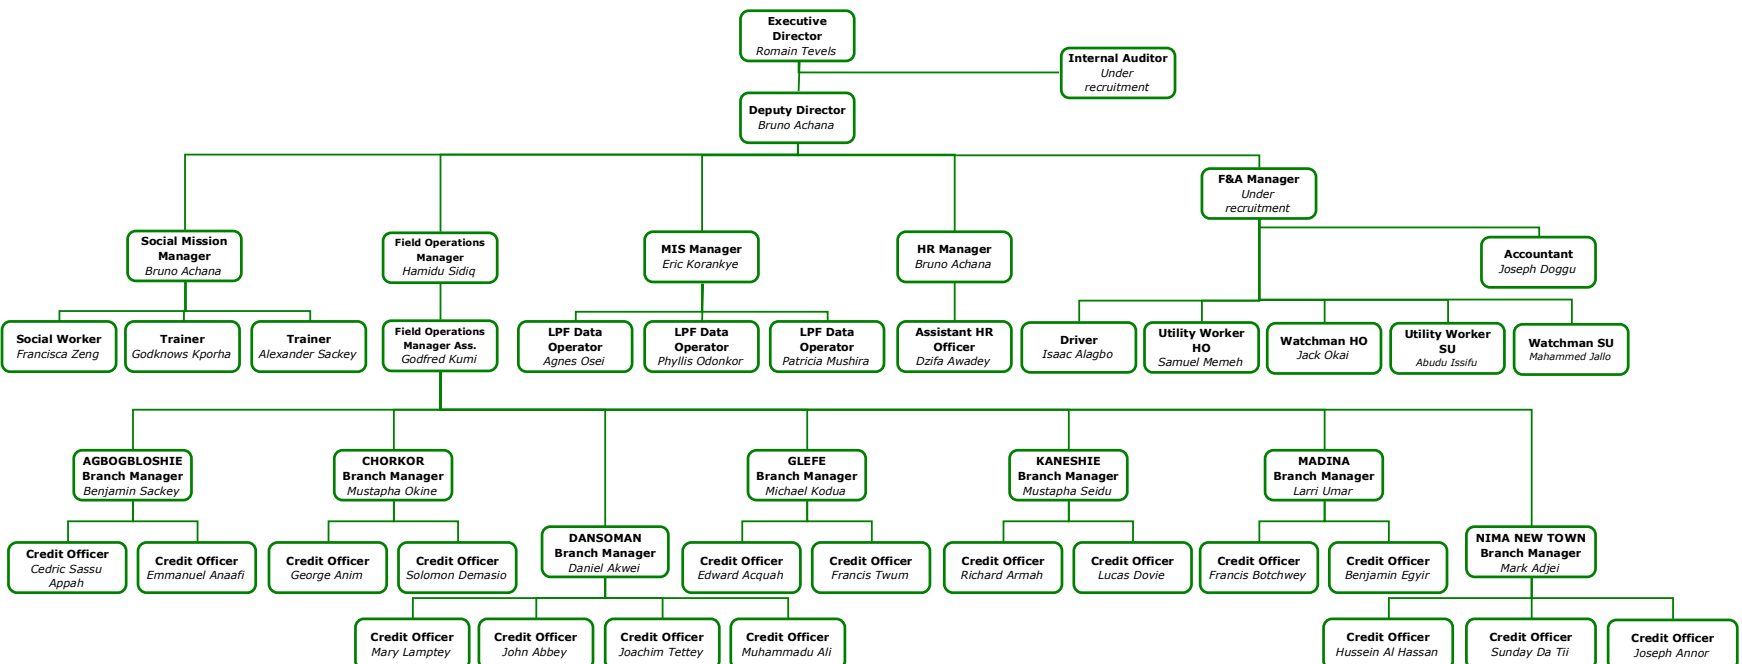 Executive
Director
Romain Tevels
Internal Auditor
Under
recruitment
Deputy Director
Bruno Achana
F&A Manager
Under
recruitment
Social Mission
Manager
Bruno Achana
Field Operations
Manager
Hamidu Sidiq
MIS Manager
Eric Korankye
HR Manager
Bruno Achana
Accountant
Joseph Doggu
Social Worker
Francisca Zeng
Trainer
Godknows Kporha
Trainer
Alexander Sackey
Field Operations
Manager Ass.
Godfred Kumi
LPF Data
Operator
Agnes Osei
LPF Data
Operator
Phyllis Odonkor
LPF Data
Operator
Patricia Mushira
Assistant HR
Officer
Dzifa Awadey
Driver
Isaac Alagbo
Utility Worker
HO
Samuel Memeh
Watchman HO
Jack Okai
Utility Worker
SU
Abudu Issifu
Watchman SU
Mahammed Jallo
AGBOGBLOSHIE
Branch Manager
Benjamin Sackey
CHORKOR
Branch Manager
Mustapha Okine
GLEFE
Branch Manager
Michael Kodua
KANESHIE
Branch Manager
Mustapha Seidu
MADINA
Branch Manager
Larri Umar
DANSOMAN
Branch Manager
Daniel Akwei
NIMA NEW TOWN
Branch Manager
Mark Adjei
Credit Officer
Cedric Sassu
Appah
Credit Officer
Emmanuel Anaafi
Credit Officer
George Anim
Credit Officer
Solomon Demasio
Credit Officer
Edward Acquah
Credit Officer
Francis Twum
Credit Officer
Richard Armah
Credit Officer
Lucas Dovie
Credit Officer
Francis Botchwey
Credit Officer
Benjamin Egyir
Credit Officer
Mary Lamptey
Credit Officer
John Abbey
Credit Officer
Joachim Tettey
Credit Officer
Muhammadu Ali
Credit Officer
Hussein Al Hassan
Credit Officer
Sunday Da Tii
Credit Officer
Joseph Annor